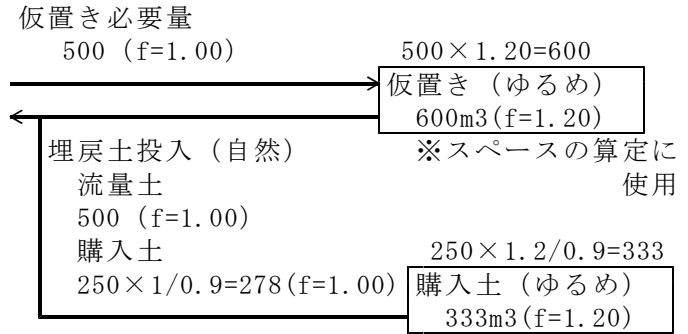 仮置き必要量
500 (f=1.00)
500×1.20=600
仮置き (ゆるめ)
600m3(f=1.20)
※スペースの算定に
使用
埋戻土投入 (自然)
流量土
500 (f=1.00)
購入土
250×1/0.9=278(f=1.00)
250×1.2/0.9=333
購入土 (ゆるめ)
333m3(f=1.20)